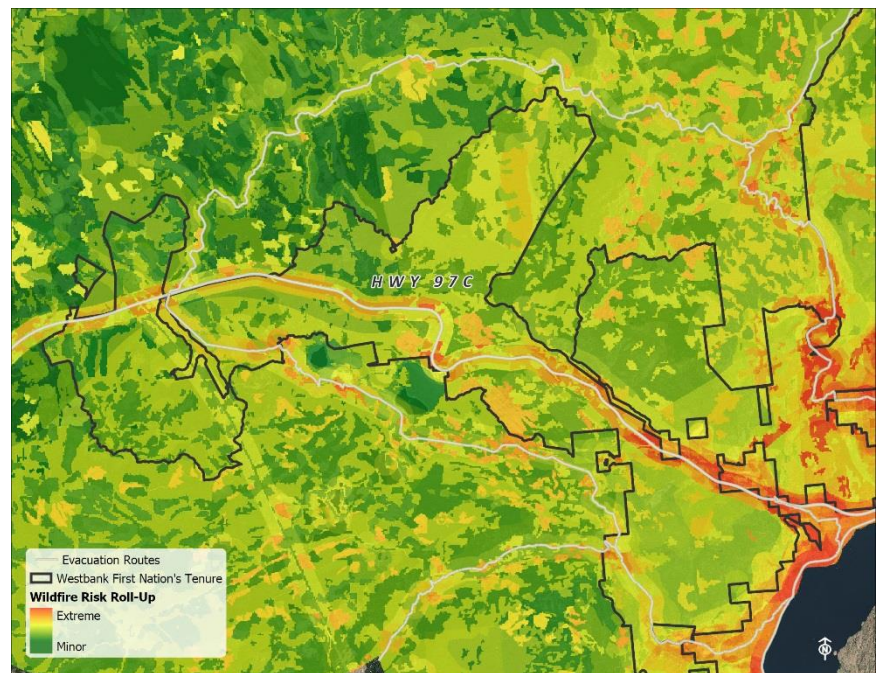 HWY 97C
Evacuation Routes
Westbank First Nation's Tenure
Wildfire Risk Roll-Up
Extreme
Minor
N